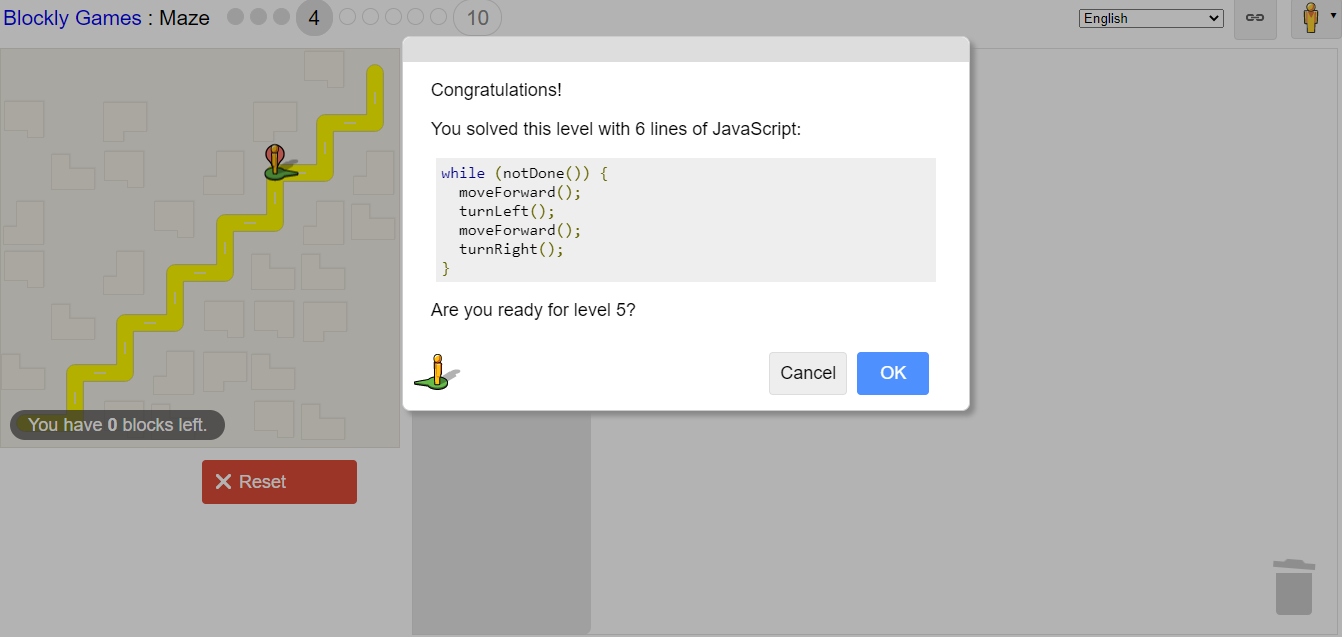 Blockly Games : Maze 4 10 English
Congratulations!
You solved this level with 6 lines of JavaScript:
while (notDone()) {
  moveForward();
  turnLeft();
  moveForward();
  turnRight();
}
Are you ready for level 5?
Cancel OK
You have 0 blocks left.
Reset